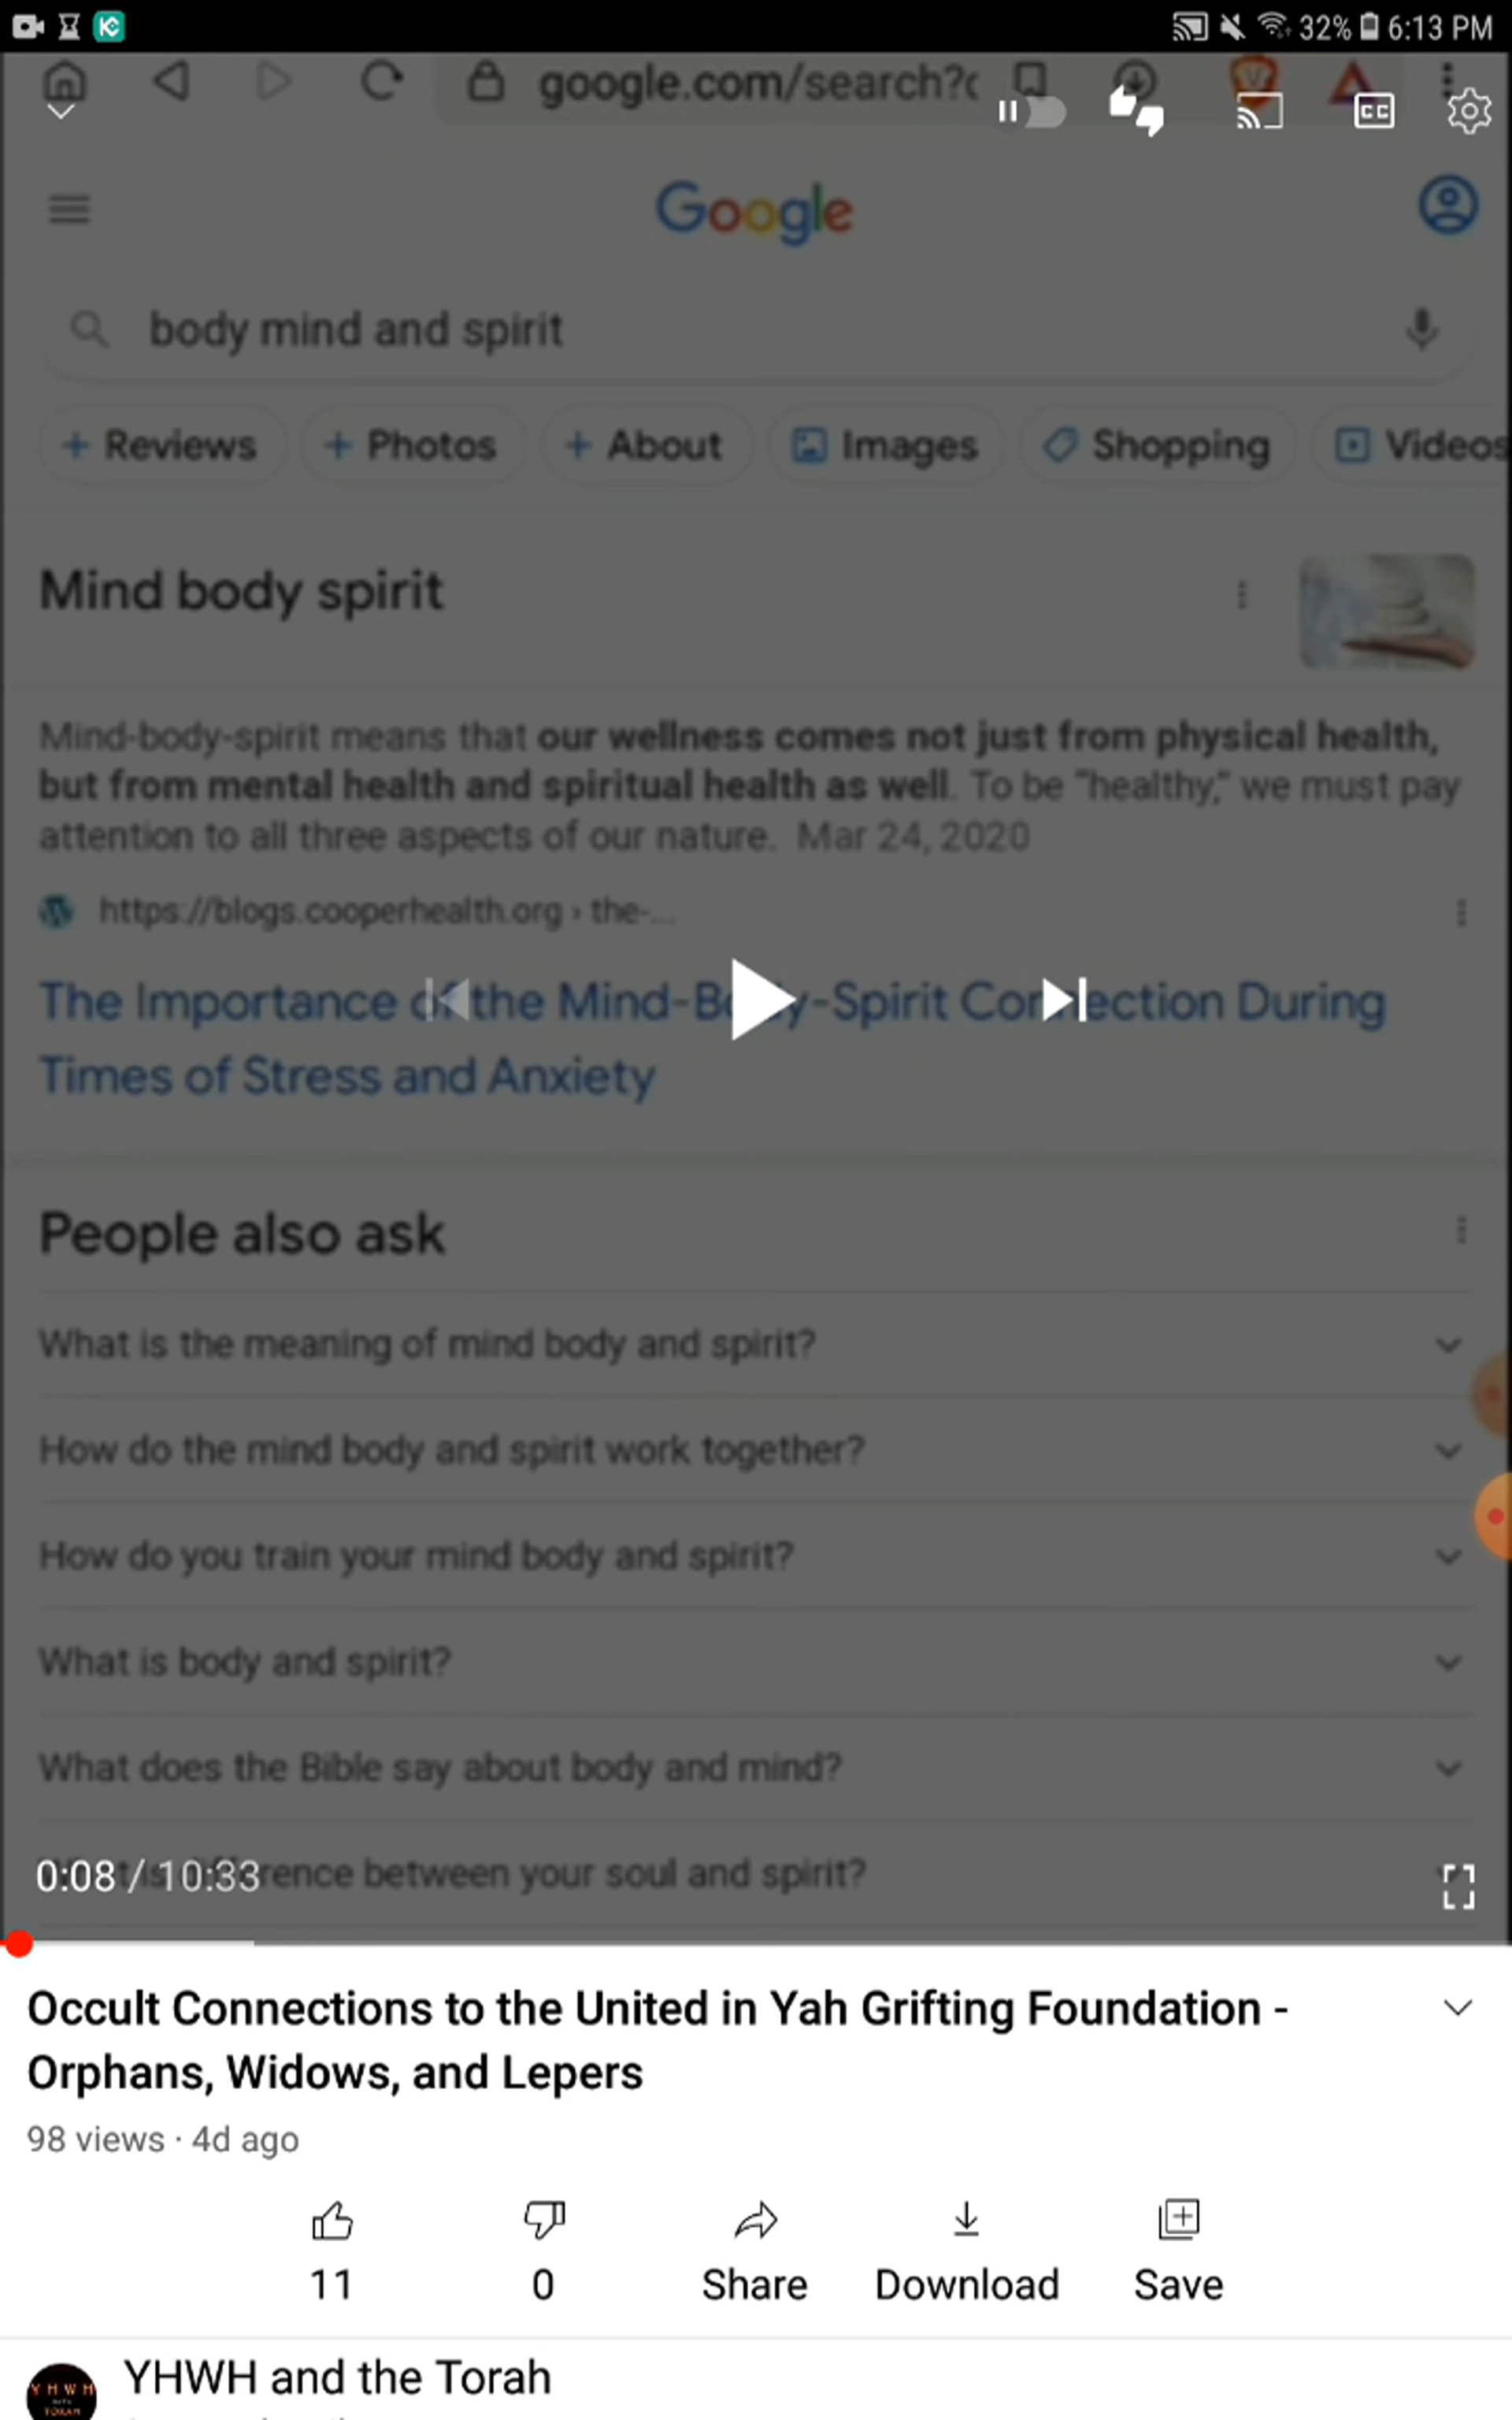 32% 6:13 PM
google.com/search?c
CC
Google
body mind and spirit
+ Reviews + Photos + About Images Shopping Videos
Mind body spirit
Mind-body-spirit means that our wellness comes not just from physical health,
but from mental health and spiritual health as well. To be "healthy," we must pay
attention to all three aspects of our nature. Mar 24, 2020
https://blogs.cooperhealth.org › the-...
The Importance of the Mind-Body-Spirit Connection During
Times of Stress and Anxiety
People also ask
What is the meaning of mind body and spirit?
How do the mind body and spirit work together?
How do you train your mind body and spirit?
What is body and spirit?
What does the Bible say about body and mind?
0:08 / 10:33
between your soul and spirit?
Occult Connections to the United in Yah Grifting Foundation -
Orphans, Widows, and Lepers
98 views · 4d ago
11 0 Share Download Save
YHWH and the Torah
YHWH
TORAH